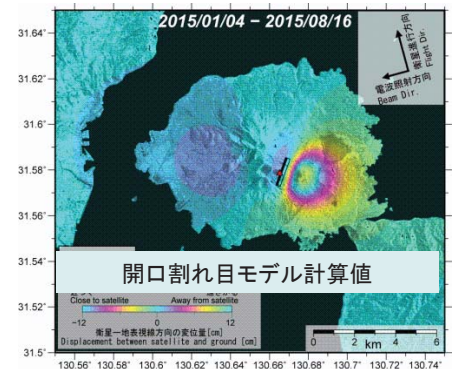 2015/01/04 − 2015/08/16
衛星進行方向
Flight Dir.
電波照射方向
Beam Dir.
31.64°
31.62°
31.6°
31.58°
31.56°
31.54°
31.52°
31.5°
開口割れ目モデル計算値
Close to satellite
Away from satellite
−12 0 12
衛星−地表視線方向の変位量[cm]
Displacement between satellite and ground [cm]
0 2 4 6
km
130.56° 130.58° 130.6° 130.62° 130.64° 130.66° 130.68° 130.7° 130.72° 130.74°